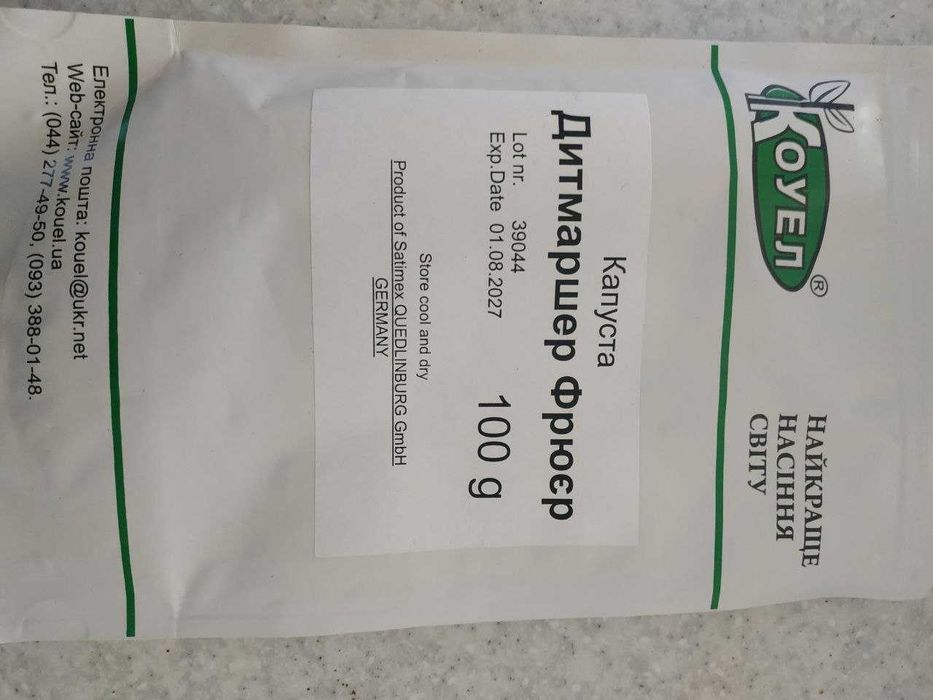 Коуел®
НАЙКРАЩЕ
НАСІННЯ
СВІТУ
Капуста
Дитмаршер Фрюєр
Lot nr. 39044
Exp.Date 01.08.2027
100 g
Store cool and dry
Product of Satimex QUEDLINBURG GmbH
GERMANY
Електронна пошта: kouel@ukr.net
Web-сайт: www.kouel.ua
Тел.: (044) 277-49-50, (093) 388-01-48.